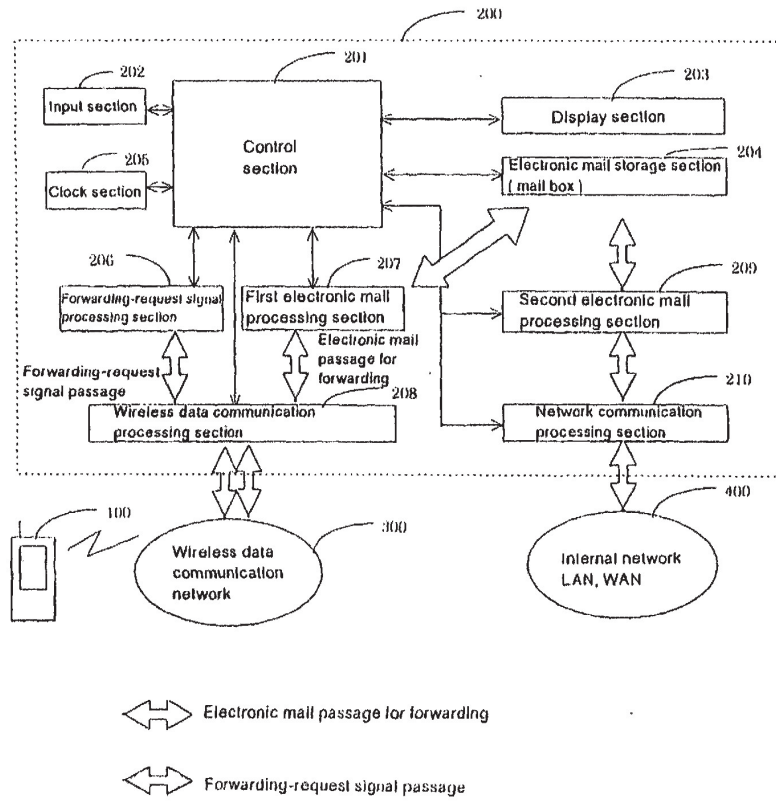 200
201
202
Input section
203
Display section
205
Clock section
Control
section
204
Electronic mail storage section
( mail box )
206
Forwarding-request signal
processing section
207
First electronic mail
processing section
209
Second electronic mail
processing section
Forwarding-request
signal passage
Electronic mail
passage for
forwarding
208
Wireless data communication
processing section
210
Network communication
processing section
100
300
Wireless data
communication
network
400
Internal network
LAN, WAN
Electronic mail passage for forwarding
Forwarding-request signal passage